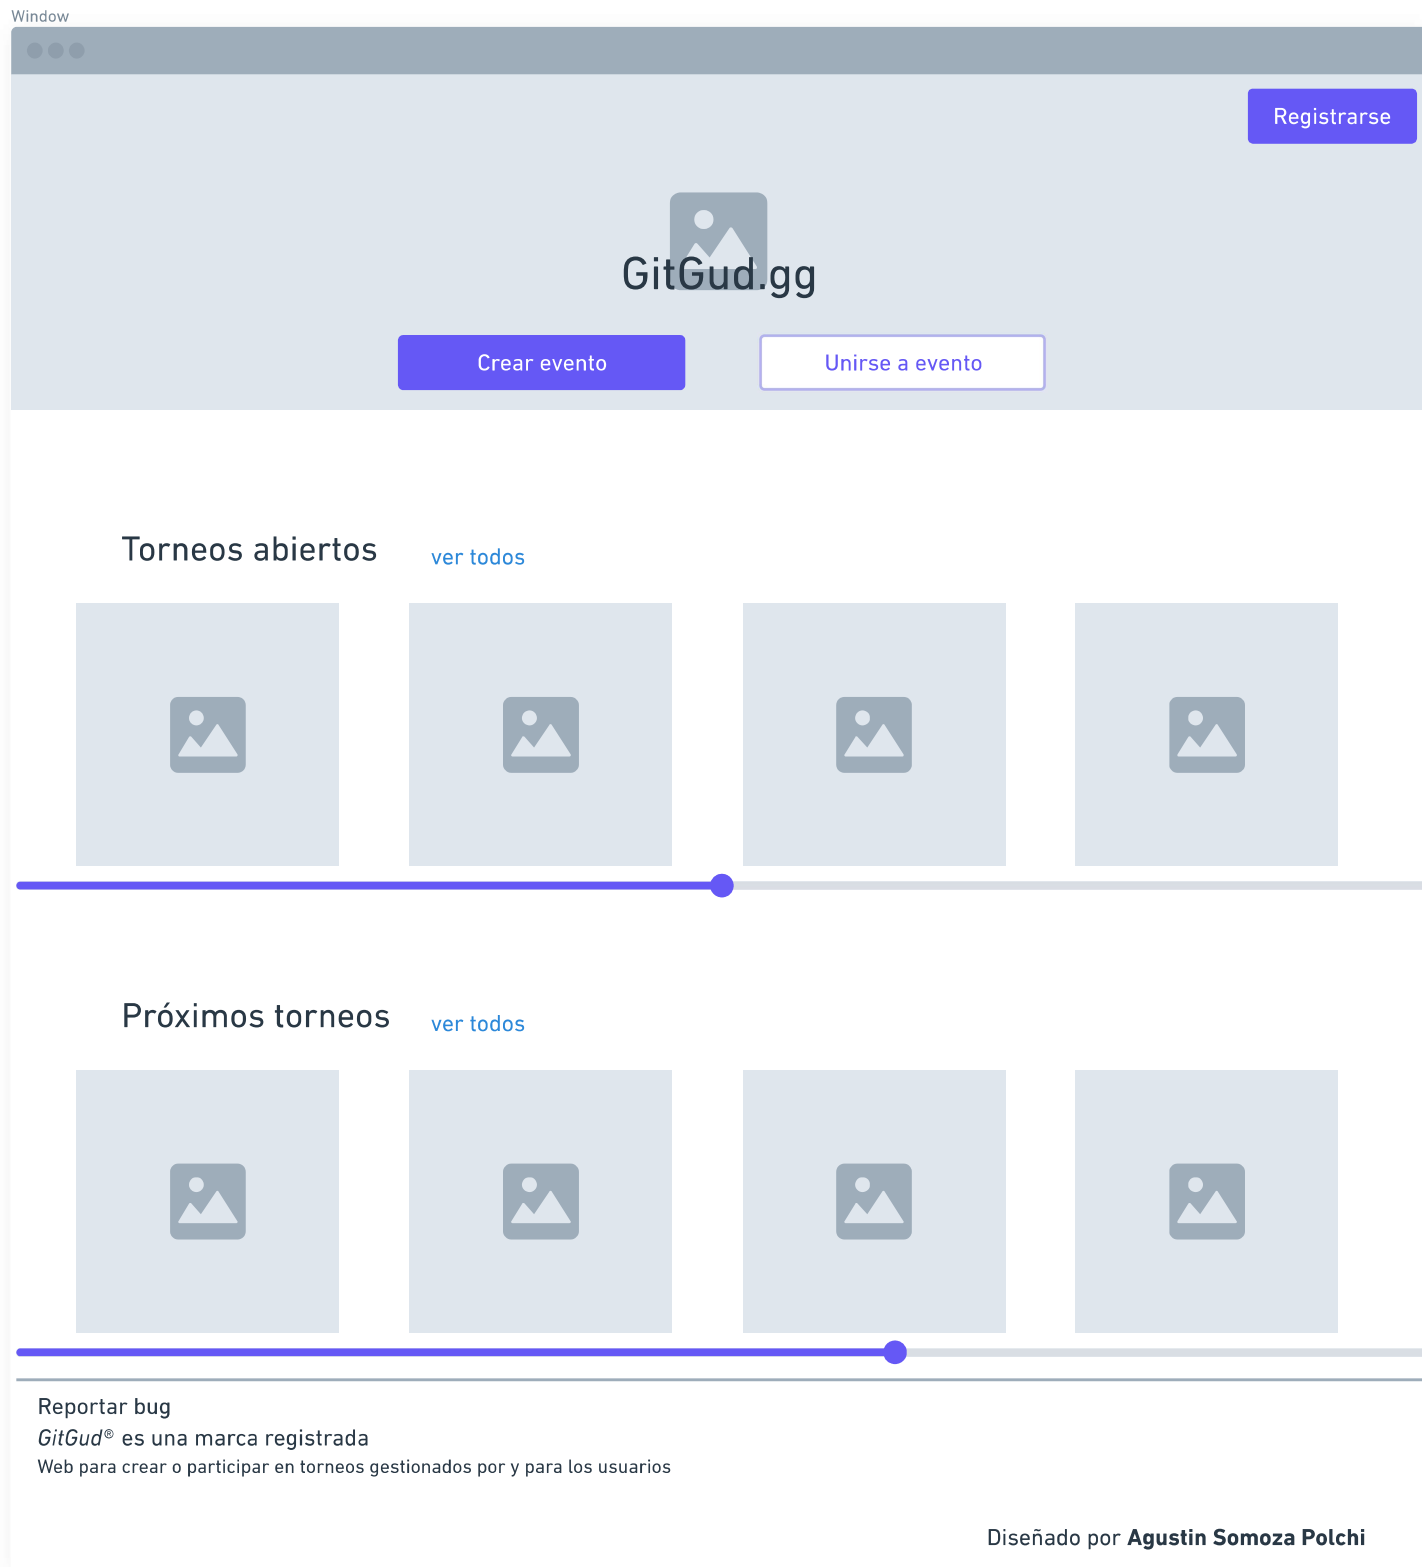 Window
Registrarse
GitGud.gg
Crear evento
Unirse a evento
Torneos abiertos
ver todos
Próximos torneos
ver todos
Reportar bug
GitGud® es una marca registrada
Web para crear o participar en torneos gestionados por y para los usuarios
Diseñado por Agustin Somoza Polchi